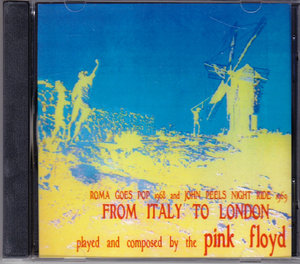 ROMA GOES POP 1968 and JOHN PEELS NIGHT RIDE 1969
FROM ITALY TO LONDON
played and composed by the pink floyd